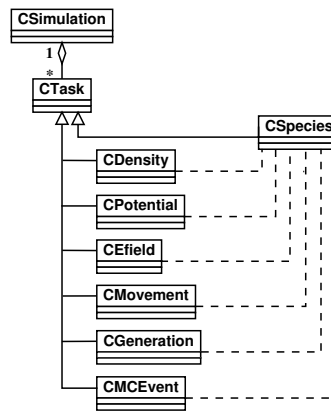 CSimulation
1
*
CTask
CSpecies
CDensity
CPotential
CEfield
CMovement
CGeneration
CMCEvent